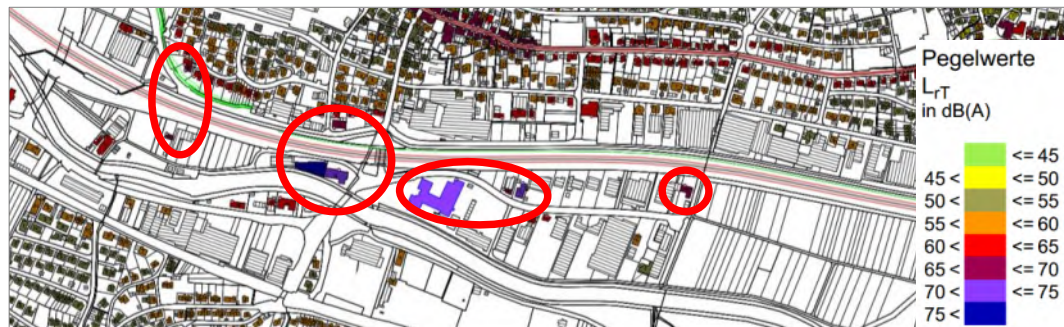 Pegelwerte
LrT
in dB(A)
<= 45
45 < <= 50
50 < <= 55
55 < <= 60
60 < <= 65
65 < <= 70
70 < <= 75
75 <